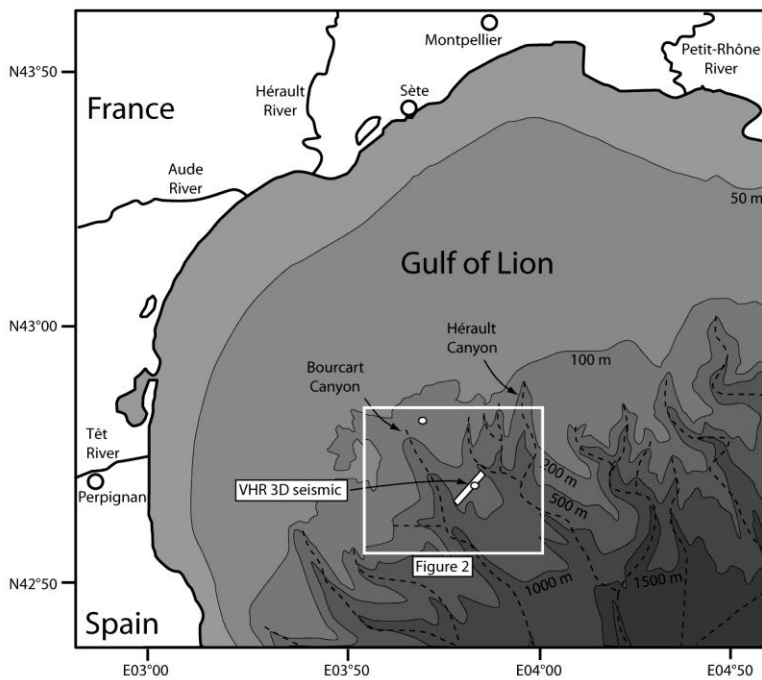 Montpellier
Petit-Rhône
River
N43°50
France
Hérault
River
Sète
Aude
River
50 m
Gulf of Lion
N43°00
Hérault
Canyon
100 m
Bourcart
Canyon
Têt
River
200 m
VHR 3D seismic
Perpignan
500 m
Figure 2
1000 m
1500 m
N42°50
Spain
E03°00
E03°50
E04°00
E04°50